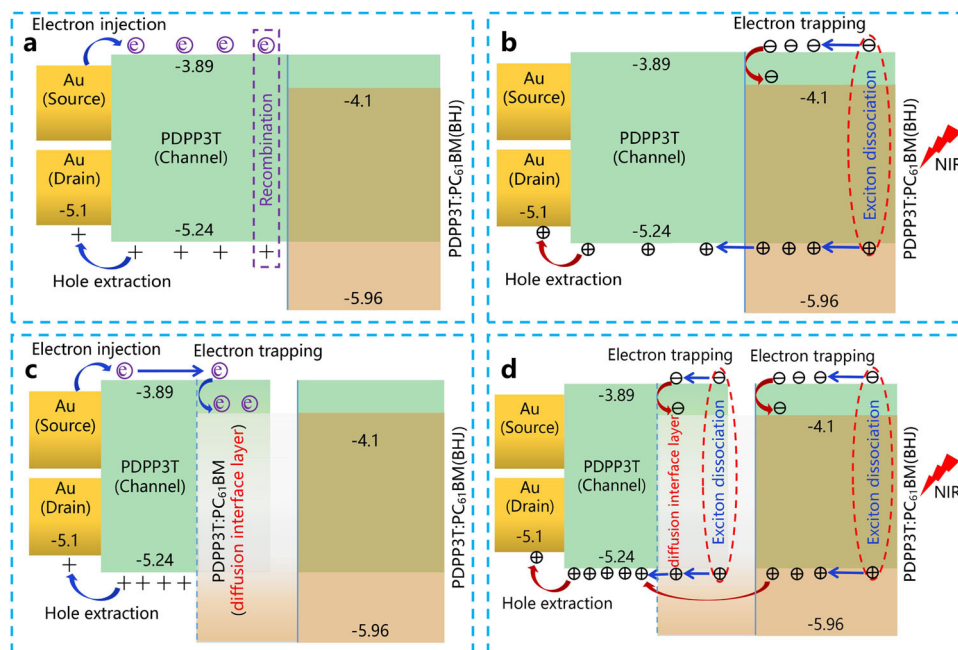 a
Electron injection
e e e e
-3.89
Au
(Source)
PDPP3T
(Channel)
Recombination
-4.1
Au
(Drain)
-5.1
-5.24
+
+ + + +
Hole extraction
-5.96
PDPP3T:PC61BM(BHJ)
b
Electron trapping
-3.89
Au
(Source)
PDPP3T
(Channel)
-4.1
Exciton dissociation
Au
(Drain)
-5.1
-5.24
Hole extraction
-5.96
PDPP3T:PC61BM(BHJ)
NIR
c
Electron injection
Electron trapping
e e
e e
-3.89
Au
(Source)
PDPP3T
(Channel)
-4.1
PDPP3T:PC61BM
(diffusion interface layer)
Au
(Drain)
-5.1
-5.24
+
+ + + +
Hole extraction
-5.96
PDPP3T:PC61BM(BHJ)
d
Electron trapping Electron trapping
-3.89
Au
(Source)
PDPP3T
(Channel)
-4.1
diffusion interface layer)
Exciton dissociation
Exciton dissociation
Au
(Drain)
-5.1
-5.24
Hole extraction
-5.96
PDPP3T:PC61BM(BHJ)
NIR